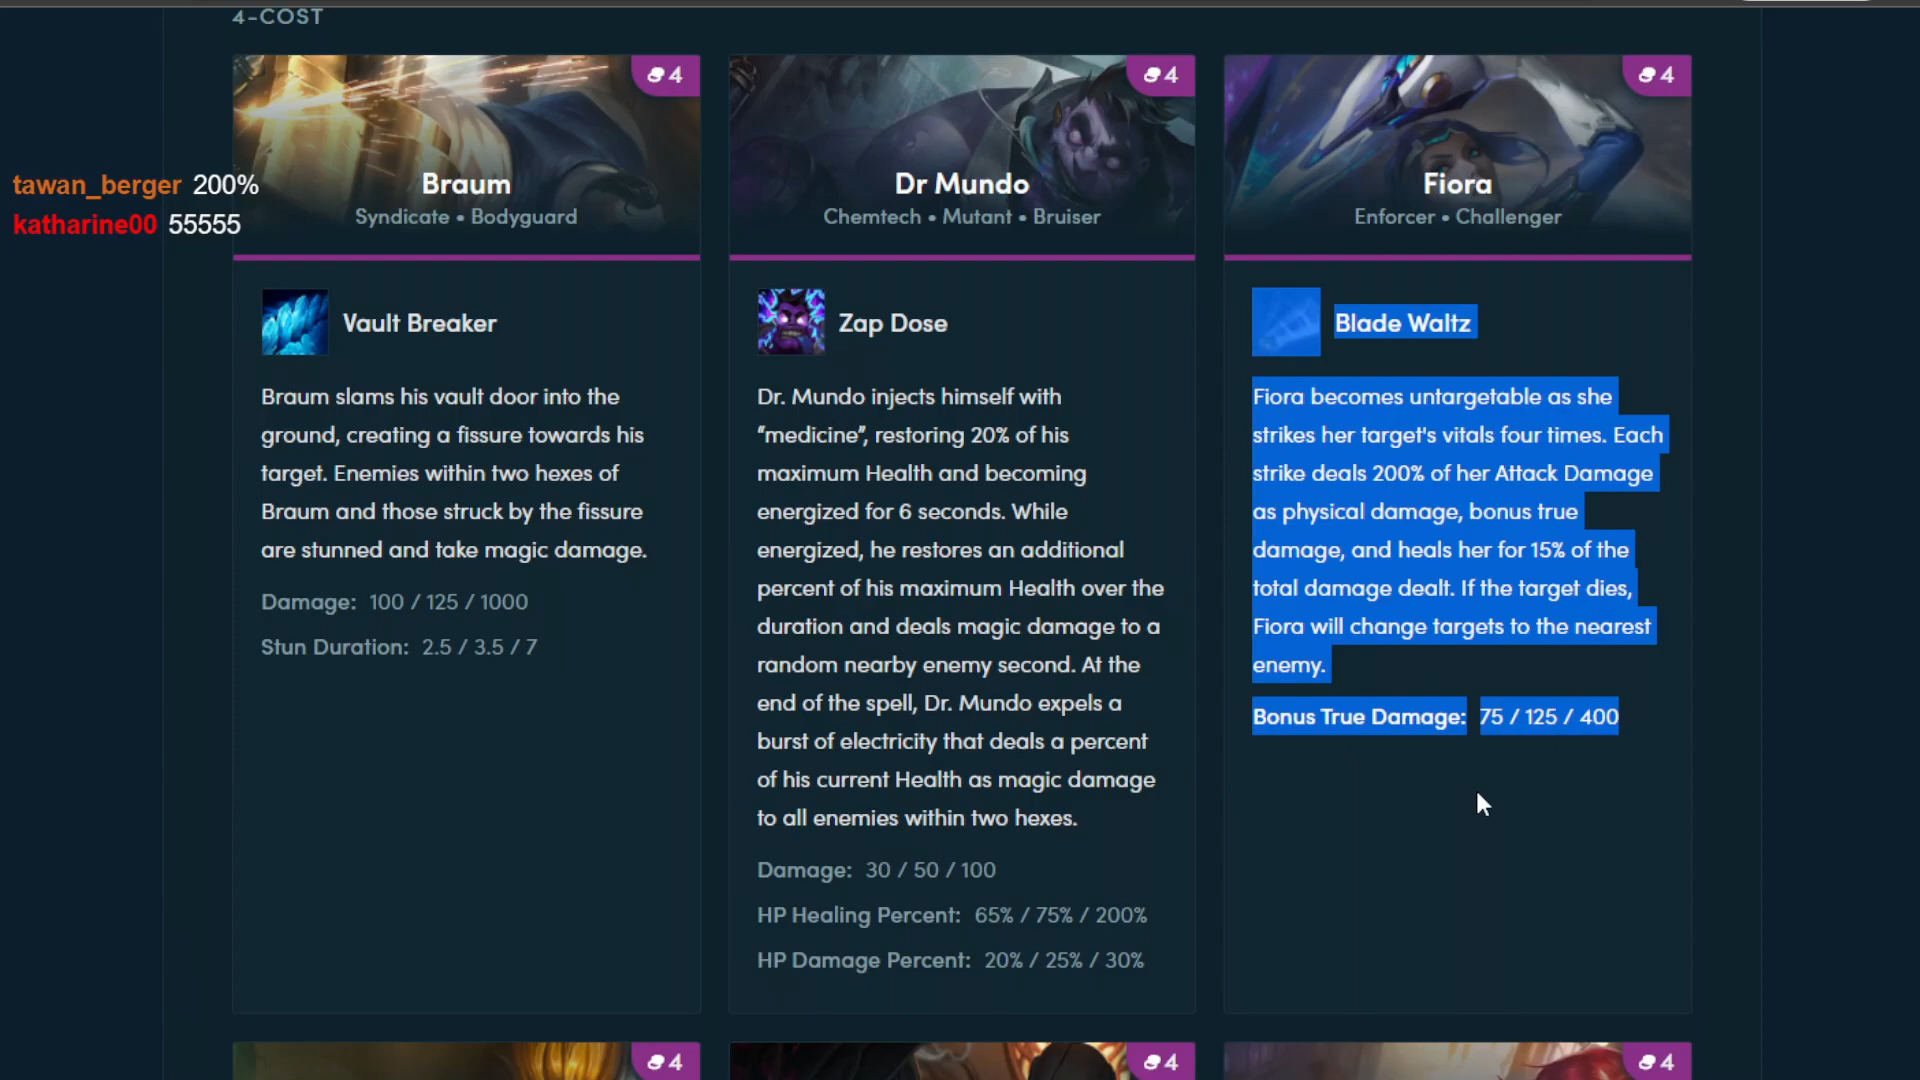 4-COST
4
Braum
Syndicate • Bodyguard
Vault Breaker
Braum slams his vault door into the
ground, creating a fissure towards his
target. Enemies within two hexes of
Braum and those struck by the fissure
are stunned and take magic damage.
Damage: 100 / 125 / 1000
Stun Duration: 2.5 / 3.5 / 7
4
Dr Mundo
Chemtech • Mutant • Bruiser
Zap Dose
Dr. Mundo injects himself with
“medicine”, restoring 20% of his
maximum Health and becoming
energized for 6 seconds. While
energized, he restores an additional
percent of his maximum Health over the
duration and deals magic damage to a
random nearby enemy second. At the
end of the spell, Dr. Mundo expels a
burst of electricity that deals a percent
of his current Health as magic damage
to all enemies within two hexes.
Damage: 30 / 50 / 100
HP Healing Percent: 65% / 75% / 200%
HP Damage Percent: 20% / 25% / 30%
4
Fiora
Enforcer • Challenger
Blade Waltz
Fiora becomes untargetable as she
strikes her target's vitals four times. Each
strike deals 200% of her Attack Damage
as physical damage, bonus true
damage, and heals her for 15% of the
total damage dealt. If the target dies,
Fiora will change targets to the nearest
enemy.
Bonus True Damage: 75 / 125 / 400
tawan_berger 200%
katharine00 55555
4
4
4